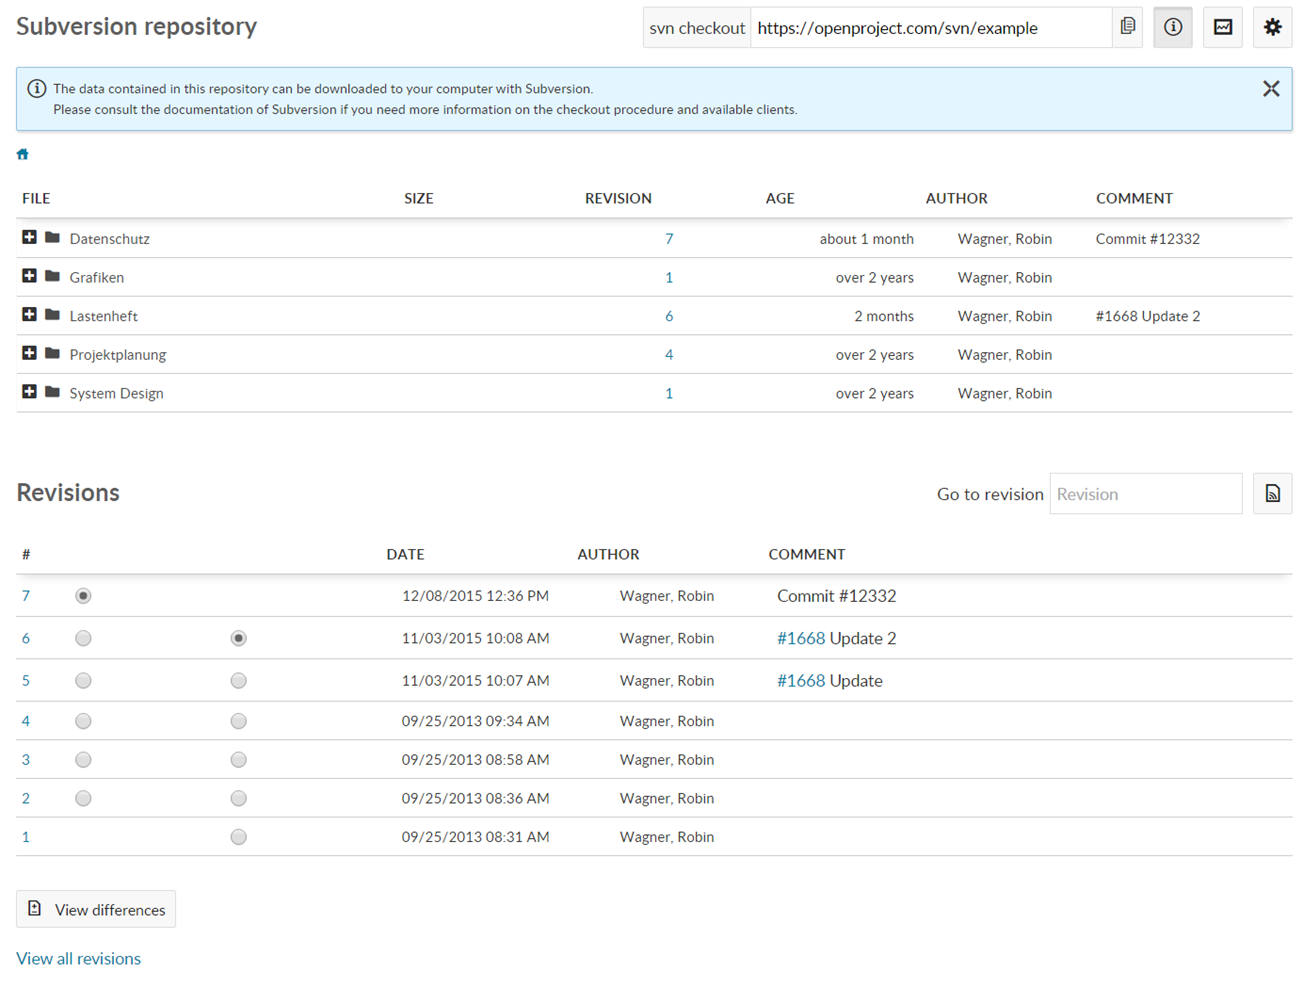 Subversion repository
svn checkout https://openproject.com/svn/example
The data contained in this repository can be downloaded to your computer with Subversion.
Please consult the documentation of Subversion if you need more information on the checkout procedure and available clients.
FILE SIZE REVISION AGE AUTHOR COMMENT
Datenschutz 7 about 1 month Wagner, Robin Commit #12332
Grafiken 1 over 2 years Wagner, Robin
Lastenheft 6 2 months Wagner, Robin #1668 Update 2
Projektplanung 4 over 2 years Wagner, Robin
System Design 1 over 2 years Wagner, Robin
Revisions Go to revision Revision
# DATE AUTHOR COMMENT
7 12/08/2015 12:36 PM Wagner, Robin Commit #12332
6 11/03/2015 10:08 AM Wagner, Robin #1668 Update 2
5 11/03/2015 10:07 AM Wagner, Robin #1668 Update
4 09/25/2013 09:34 AM Wagner, Robin
3 09/25/2013 08:58 AM Wagner, Robin
2 09/25/2013 08:36 AM Wagner, Robin
1 09/25/2013 08:31 AM Wagner, Robin
View differences
View all revisions